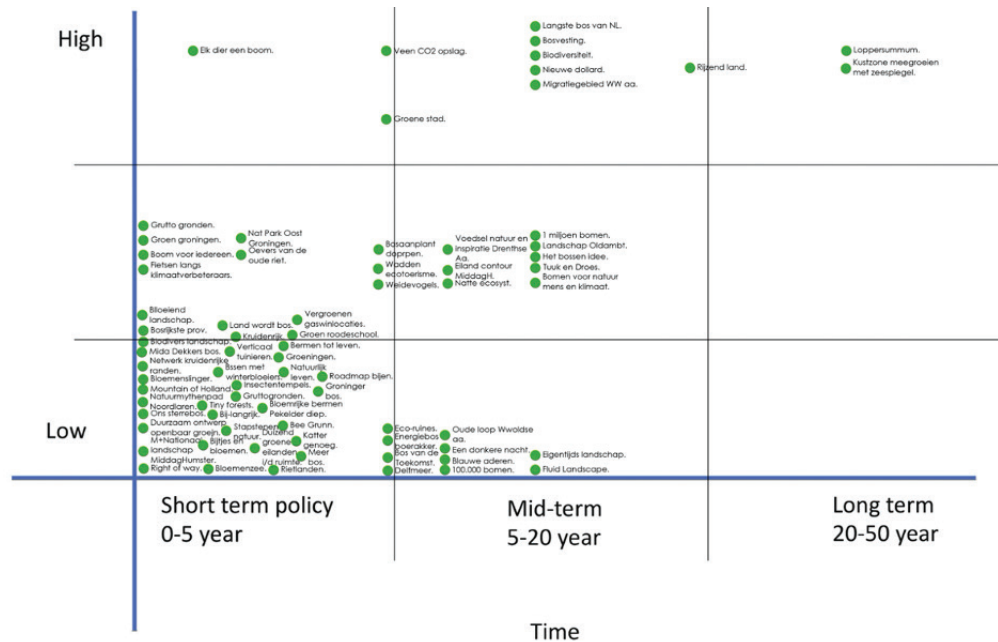 High
Elk dier een boom.
Veen CO2 opslag.
Groene stad.
Langste bos van NL.
Bosvesting.
Biodiversiteit.
Nieuwe dollard.
Migratiegebied WW aa.
Rijzend land.
Loppersummum.
Kustzone meegroeien
met zeespiegel.
Grutto gronden.
Groen groningen.
Boom voor iedereen.
Fietsen langs
klimaatverbeteraars.
Nat Park Oost
Groningen.
Oevers van de
oude riet.
Bosaanplant
dorpen.
Wadden
ecotoerisme.
Weidevogels.
Voedsel natuur en
inspiratie Drenthse
Aa.
Eiland contour
MiddagH.
Natte ecosyst.
1 miljoen bomen.
Landschap Oldambt.
Het bossen idee.
Tuuk en Droes.
Bomen voor natuur
mens en klimaat.
Bloeiend
landschap.
Bosrijkste prov.
Biodivers landschap.
Mida Dekkers bos.
Netwerk kruidenrijke
randen.
Bloemenslinger.
Mountain of Holland.
Natuurmythenpad
Noordlaren.
Ons sterrebos.
Duurzaam ontwerp
openbaar groein.
M+Nationaal
landschap
MiddagHumster.
Right of way.
Land wordt bos.
Kruidenrijk.
Verticaal
tuinieren.
Bssen met
winterbloeiers.
Insectentempels.
Gruttogronden.
Tiny forests.
Bij-langrijk.
Stapstenen
natuur.
Bijtjes en
bloemen.
Bloemenzee.
Vergroenen
gaswinlocaties.
Groen roodeschool.
Bermen tot leven.
Groeningen.
Natuurlijk
leven.
Roadmap bijen.
Groninger
bos.
Bloemrijke bermen
Pekelder diep.
Bee Grunn.
Duizend
groene
eilanden
i/d ruimte.
Katter
genoeg.
Meer
bos.
Rietlanden.
Eco-ruines.
Energiebos
boerakker.
Bos van de
Toekomst.
Delfmeer.
Oude loop Wwoldse
aa.
Een donkere nacht.
Blauwe aderen.
100.000 bomen.
Eigentijds landschap.
Fluid Landscape.
Low
Short term policy
0-5 year
Mid-term
5-20 year
Long term
20-50 year
Time